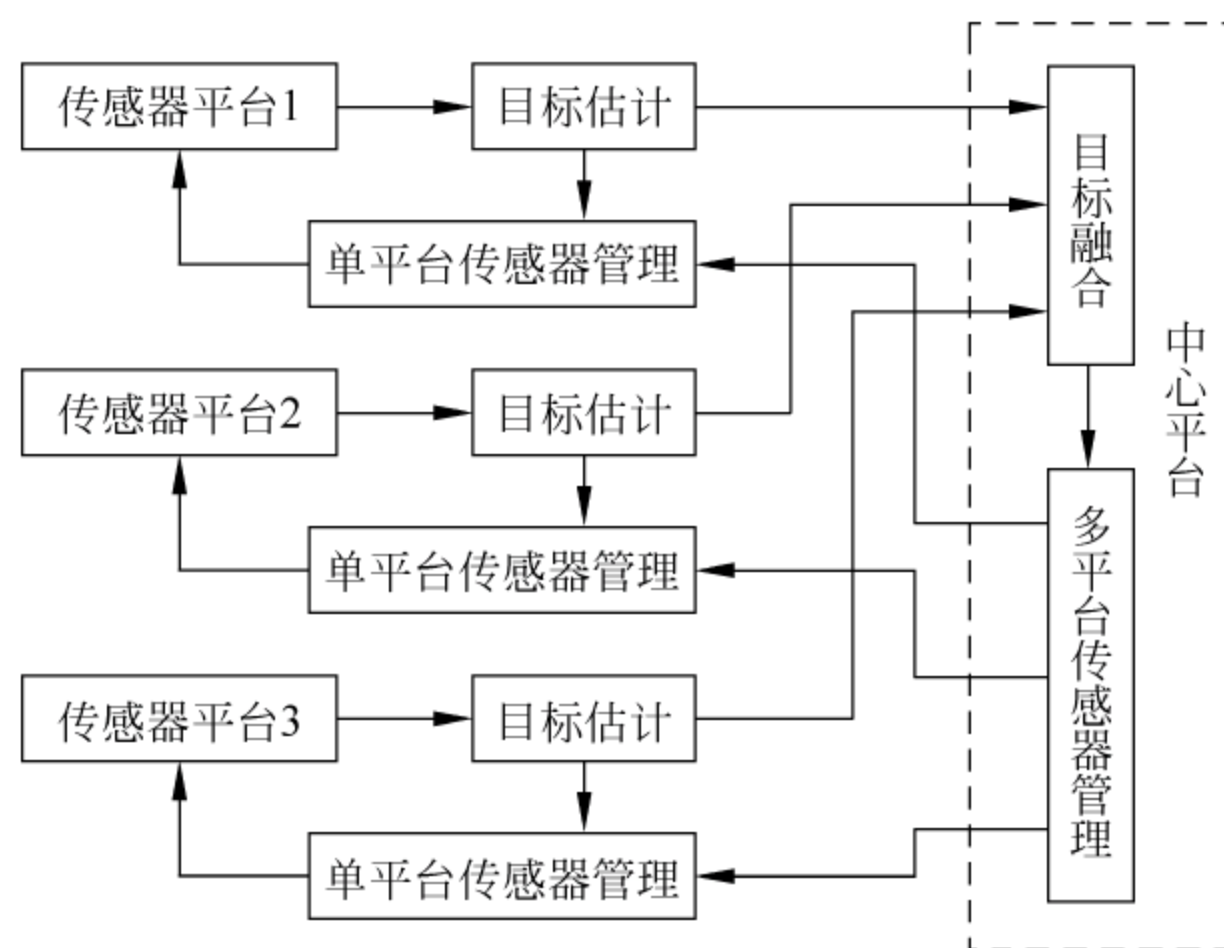 传感器平台1
目标估计
单平台传感器管理
传感器平台2
目标估计
单平台传感器管理
传感器平台3
目标估计
单平台传感器管理
目标融合
多平台传感器管理
中心平台